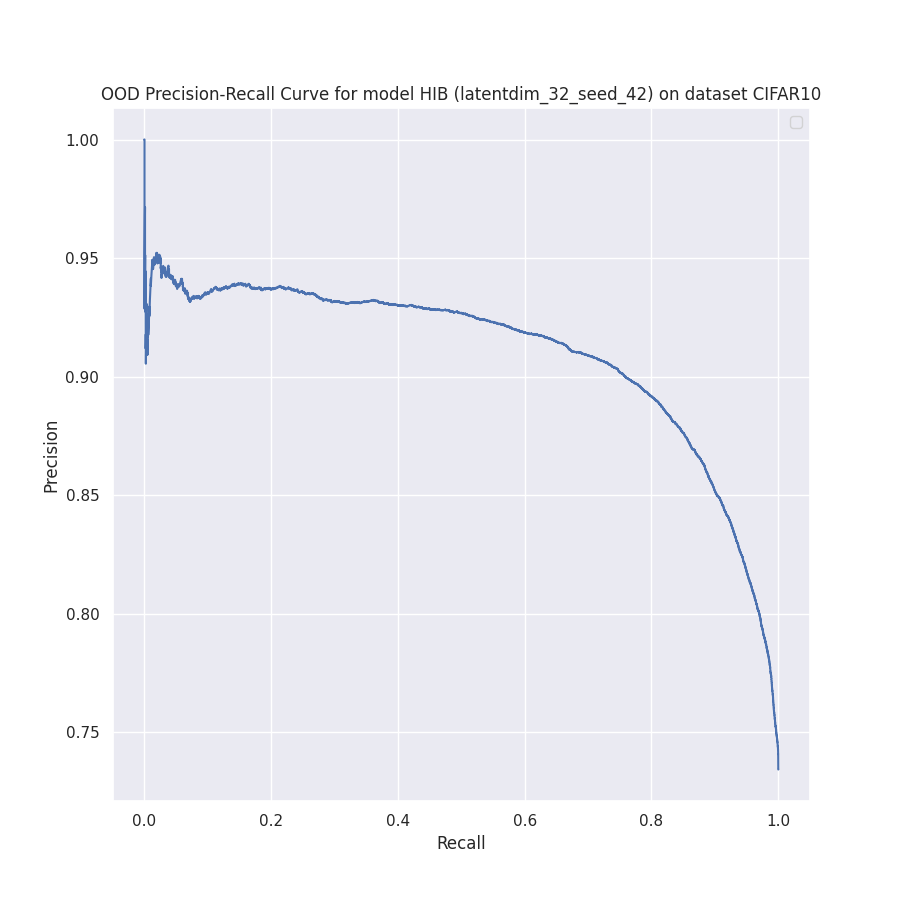 OOD Precision-Recall Curve for model HIB (latentdim_32_seed_42) on dataset CIFAR10
1.00
0.95
0.90
0.85
0.80
0.75
Precision
0.0 0.2 0.4 0.6 0.8 1.0
Recall